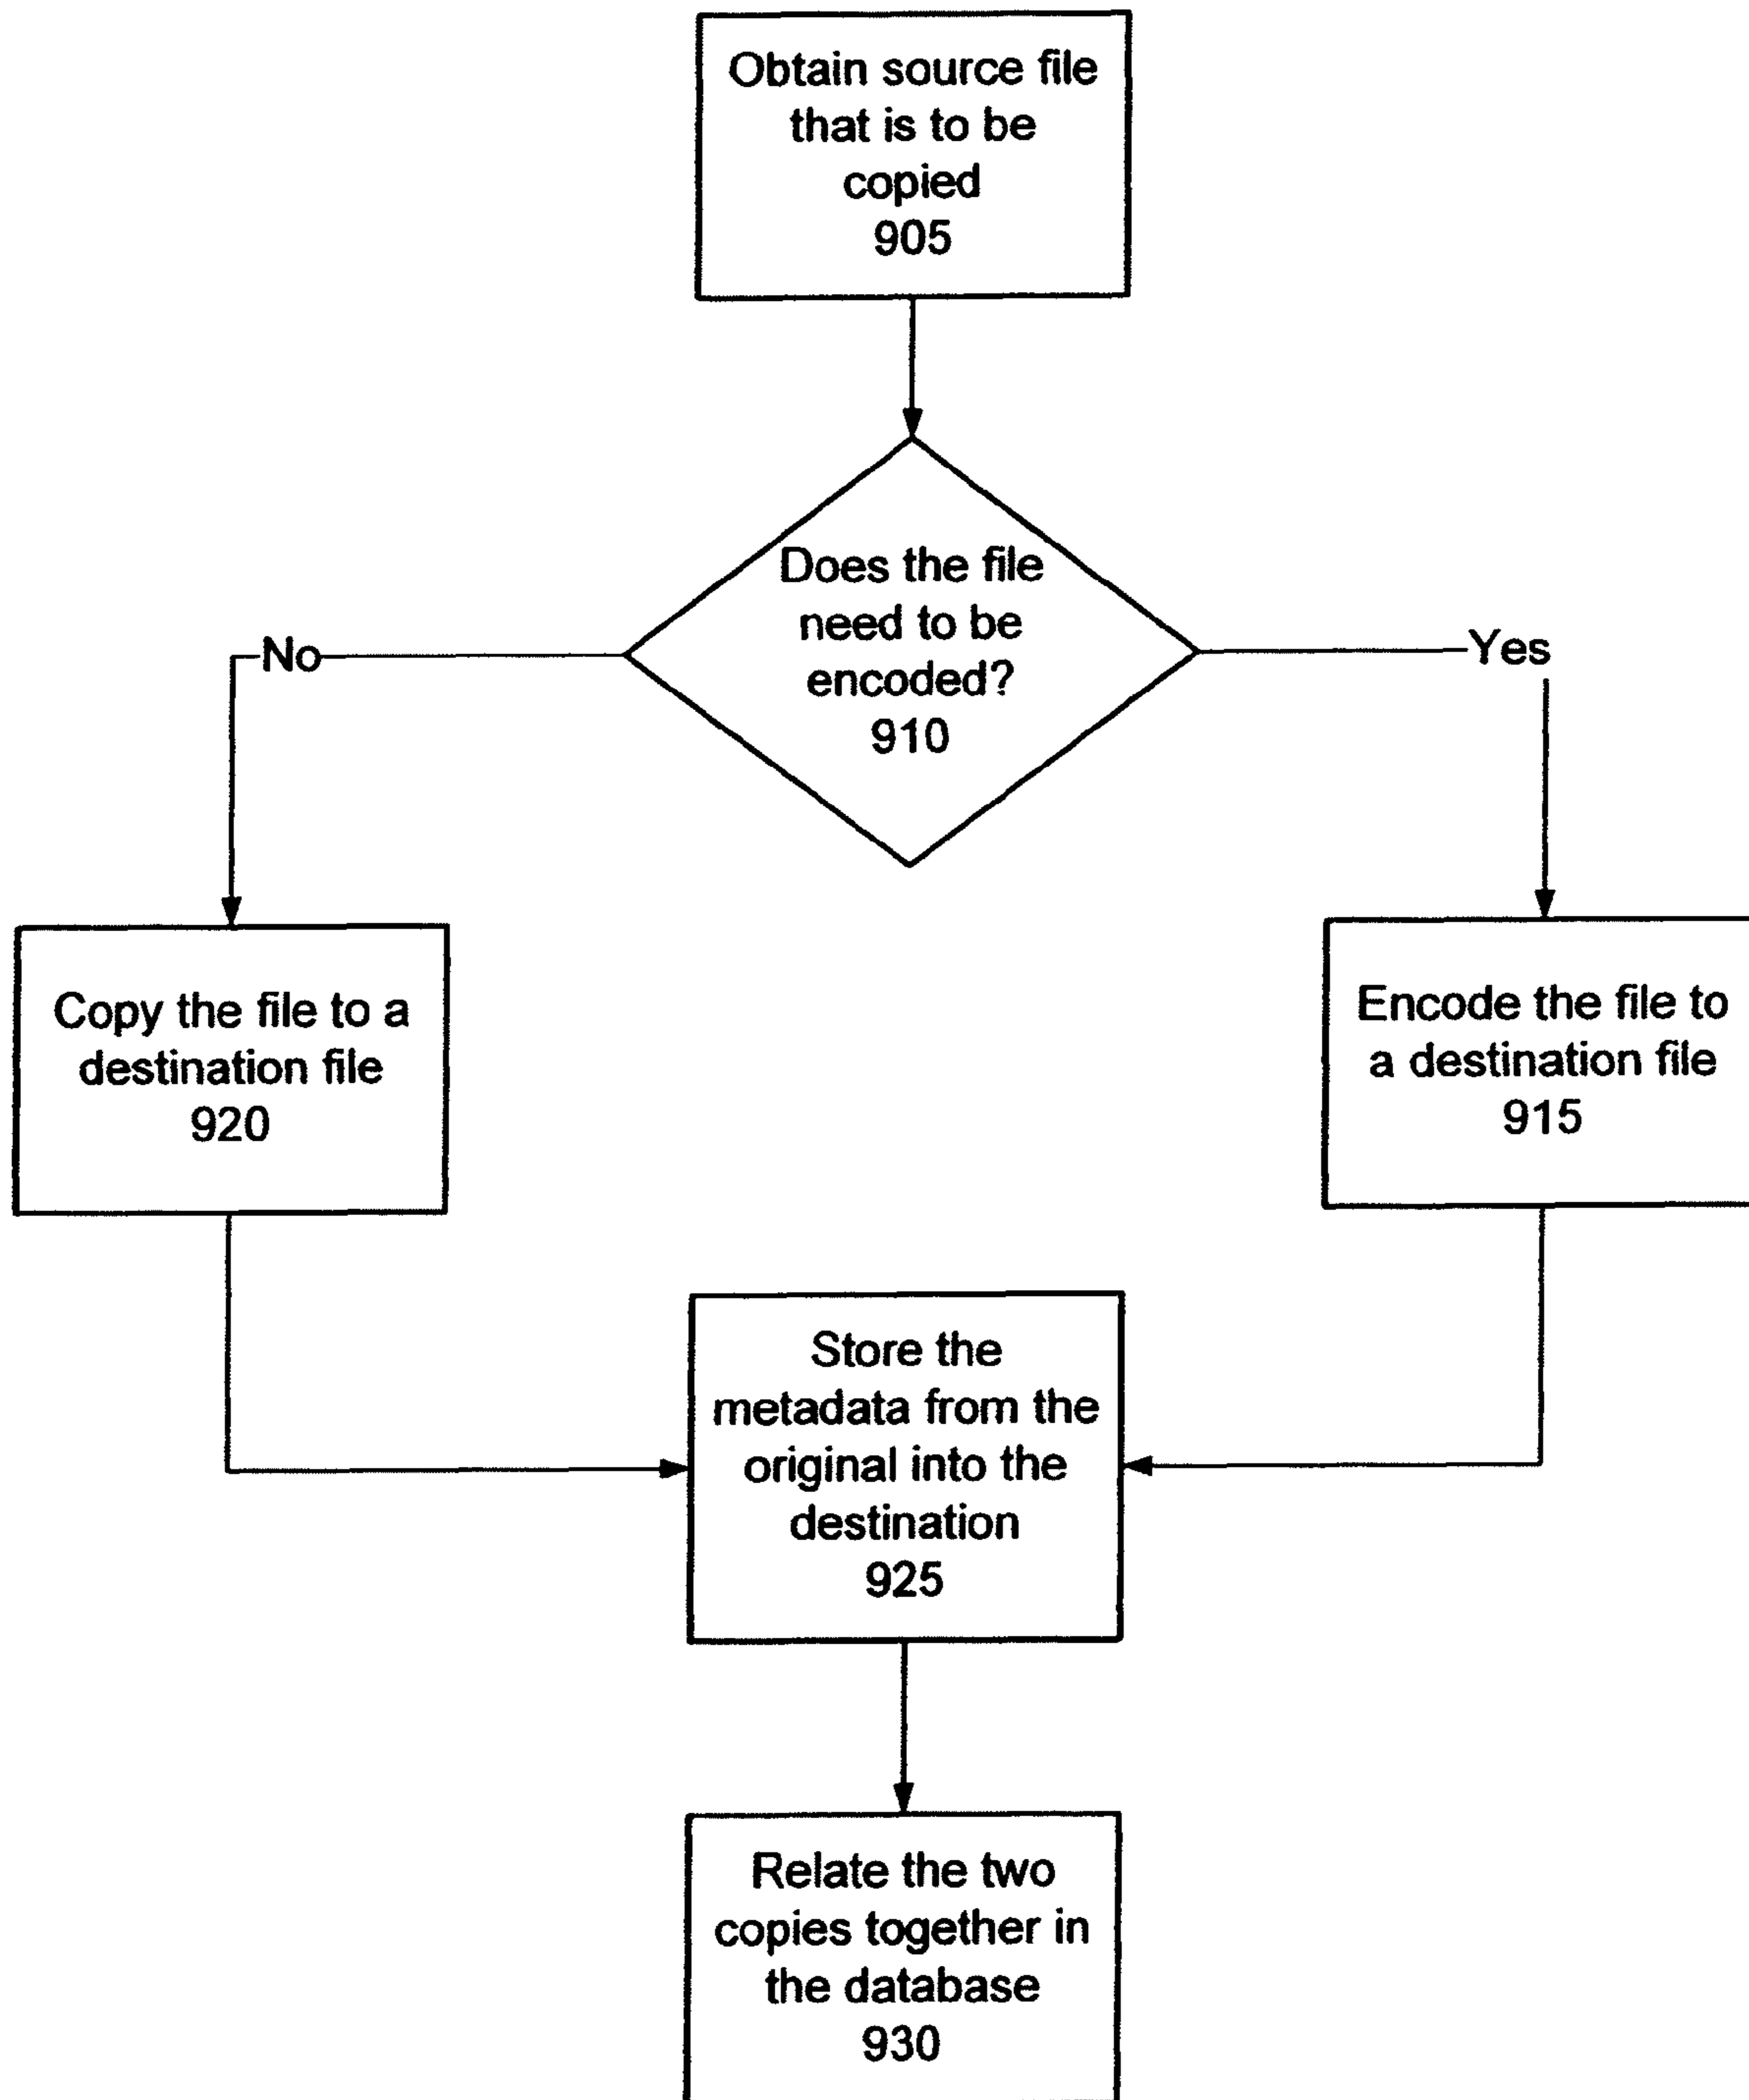 Obtain source file
that is to be
copied
905
Does the file
need to be
encoded?
910
No
Yes
Copy the file to a
destination file
920
Encode the file to
a destination file
915
Store the
metadata from the
original into the
destination
925
Relate the two
copies together in
the database
930